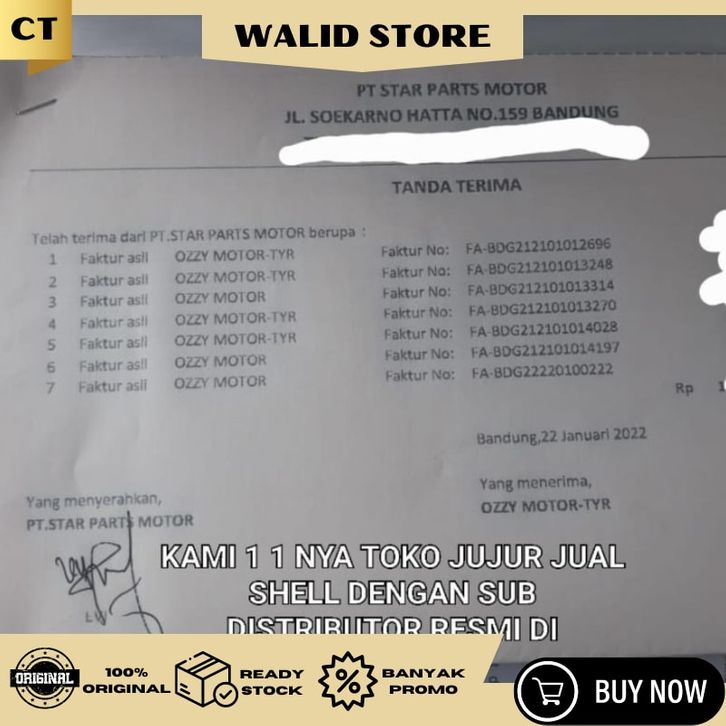 CT
WALID STORE
PT STAR PARTS MOTOR
JL. SOEKARNO HATTA NO.159 BANDUNG
TANDA TERIMA
Telah terima dari PT.STAR PARTS MOTOR berupa :
1 Faktur asli OZZY MOTOR-TYR Faktur No: FA-BDG212101012696
2 Faktur asli OZZY MOTOR-TYR Faktur No: FA-BDG212101013248
3 Faktur asli OZZY MOTOR Faktur No: FA-BDG212101013314
4 Faktur asli OZZY MOTOR-TYR Faktur No: FA-BDG212101013270
5 Faktur asli OZZY MOTOR-TYR Faktur No: FA-BDG212101014028
6 Faktur asli OZZY MOTOR Faktur No: FA-BDG212101014197
7 Faktur asli OZZY MOTOR Faktur No: FA-BDG22220100222
Rp 1
Bandung,22 Januari 2022
Yang menyerahkan,
PT.STAR PARTS MOTOR
Yang menerima,
OZZY MOTOR-TYR
KAMI 1 1 NYA TOKO JUJUR JUAL
SHELL DENGAN SUB
DISTRIBUTOR RESMI DI
ORIGINAL
100%
ORIGINAL
READY
STOCK
BANYAK
PROMO
BUY NOW